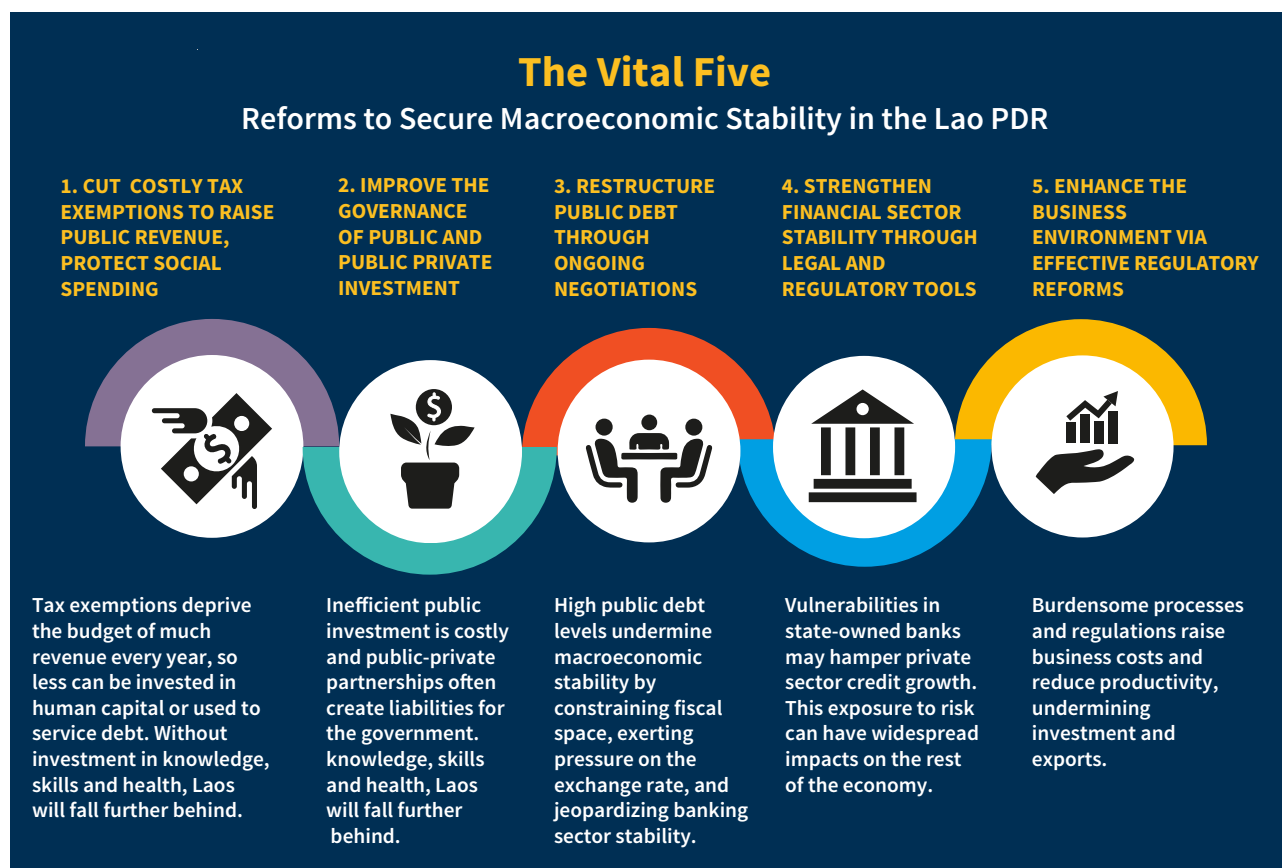 The Vital Five
Reforms to Secure Macroeconomic Stability in the Lao PDR
1. CUT COSTLY TAX
EXEMPTIONS TO RAISE
PUBLIC REVENUE,
PROTECT SOCIAL
SPENDING
2. IMPROVE THE
GOVERNANCE
OF PUBLIC AND
PUBLIC PRIVATE
INVESTMENT
3. RESTRUCTURE
PUBLIC DEBT
THROUGH
ONGOING
NEGOTIATIONS
4. STRENGTHEN
FINANCIAL SECTOR
STABILITY THROUGH
LEGAL AND
REGULATORY TOOLS
5. ENHANCE THE
BUSINESS
ENVIRONMENT VIA
EFFECTIVE REGULATORY
REFORMS
$
$
Tax exemptions deprive
the budget of much
revenue every year, so
less can be invested in
human capital or used to
service debt. Without
investment in knowledge,
skills and health, Laos
will fall further behind.
Inefficient public
investment is costly
and public-private
partnerships often
create liabilities for
the government.
knowledge, skills
and health, Laos
will fall further
behind.
High public debt
levels undermine
macroeconomic
stability by
constraining fiscal
space, exerting
pressure on the
exchange rate, and
jeopardizing banking
sector stability.
Vulnerabilities in
state-owned banks
may hamper private
sector credit growth.
This exposure to risk
can have widespread
impacts on the rest
of the economy.
Burdensome processes
and regulations raise
business costs and
reduce productivity,
undermining
investment and
exports.